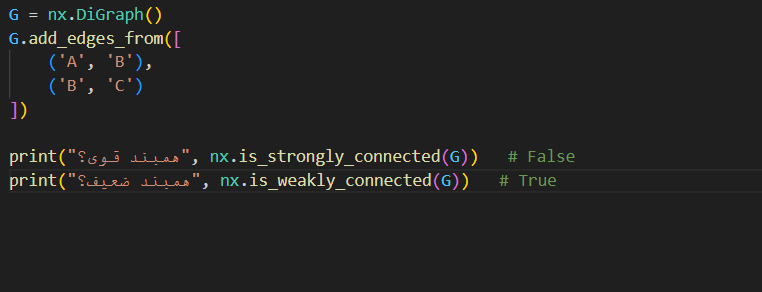 G = nx.DiGraph()
G.add_edges_from([
    ('A', 'B'),
    ('B', 'C')
])
print("همبند قوی؟", nx.is_strongly_connected(G))   # False
print("همبند ضعیف؟", nx.is_weakly_connected(G))   # True